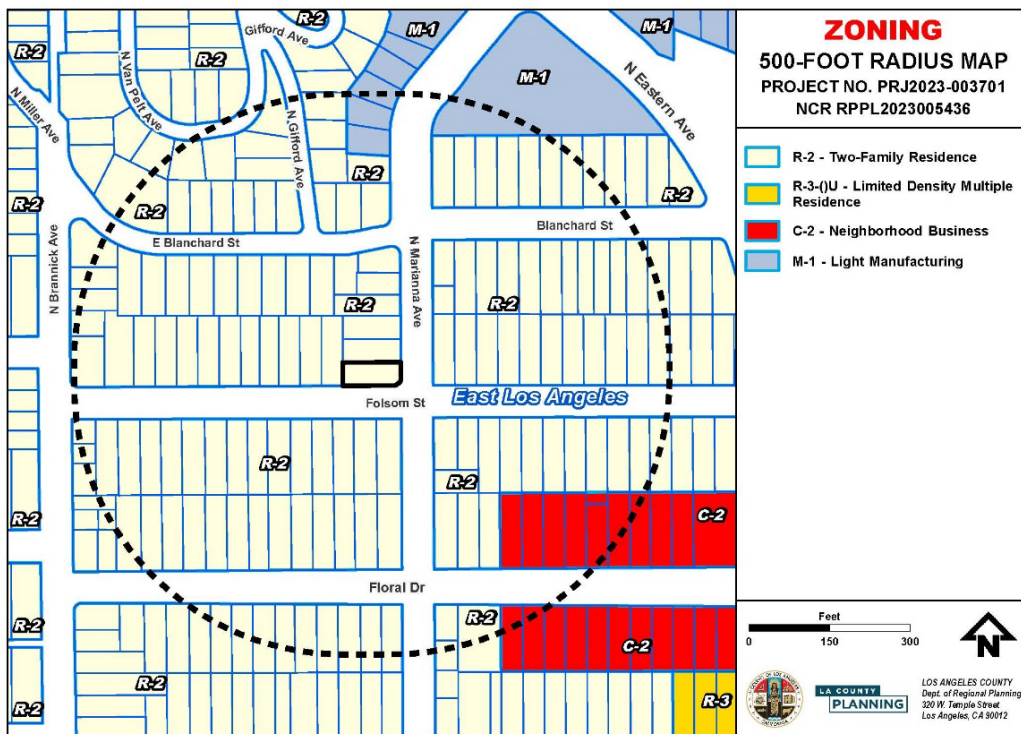 R-2
Gifford Ave
M-1
M-1
R-2
R-2
M-1
N Van Pelt Ave
N Eastern Ave
N Miller Ave
N Gifford Ave
R-2
R-2
R-2
R-2
Blanchard St
E Blanchard St
N Brannick Ave
N Marianna Ave
R-2
R-2
Folsom St
East Los Angeles
R-2
R-2
C-2
R-2
Floral Dr
R-2
R-2
C-2
R-2
R-3
R-2
ZONING
500-FOOT RADIUS MAP
PROJECT NO. PRJ2023-003701
NCR RPPL2023005436
R-2 - Two-Family Residence
R-3-()U - Limited Density Multiple
Residence
C-2 - Neighborhood Business
M-1 - Light Manufacturing
Feet
0 150 300
N
LA COUNTY
PLANNING
LOS ANGELES COUNTY
Dept. of Regional Planning
320 W. Temple Street
Los Angeles, CA 90012